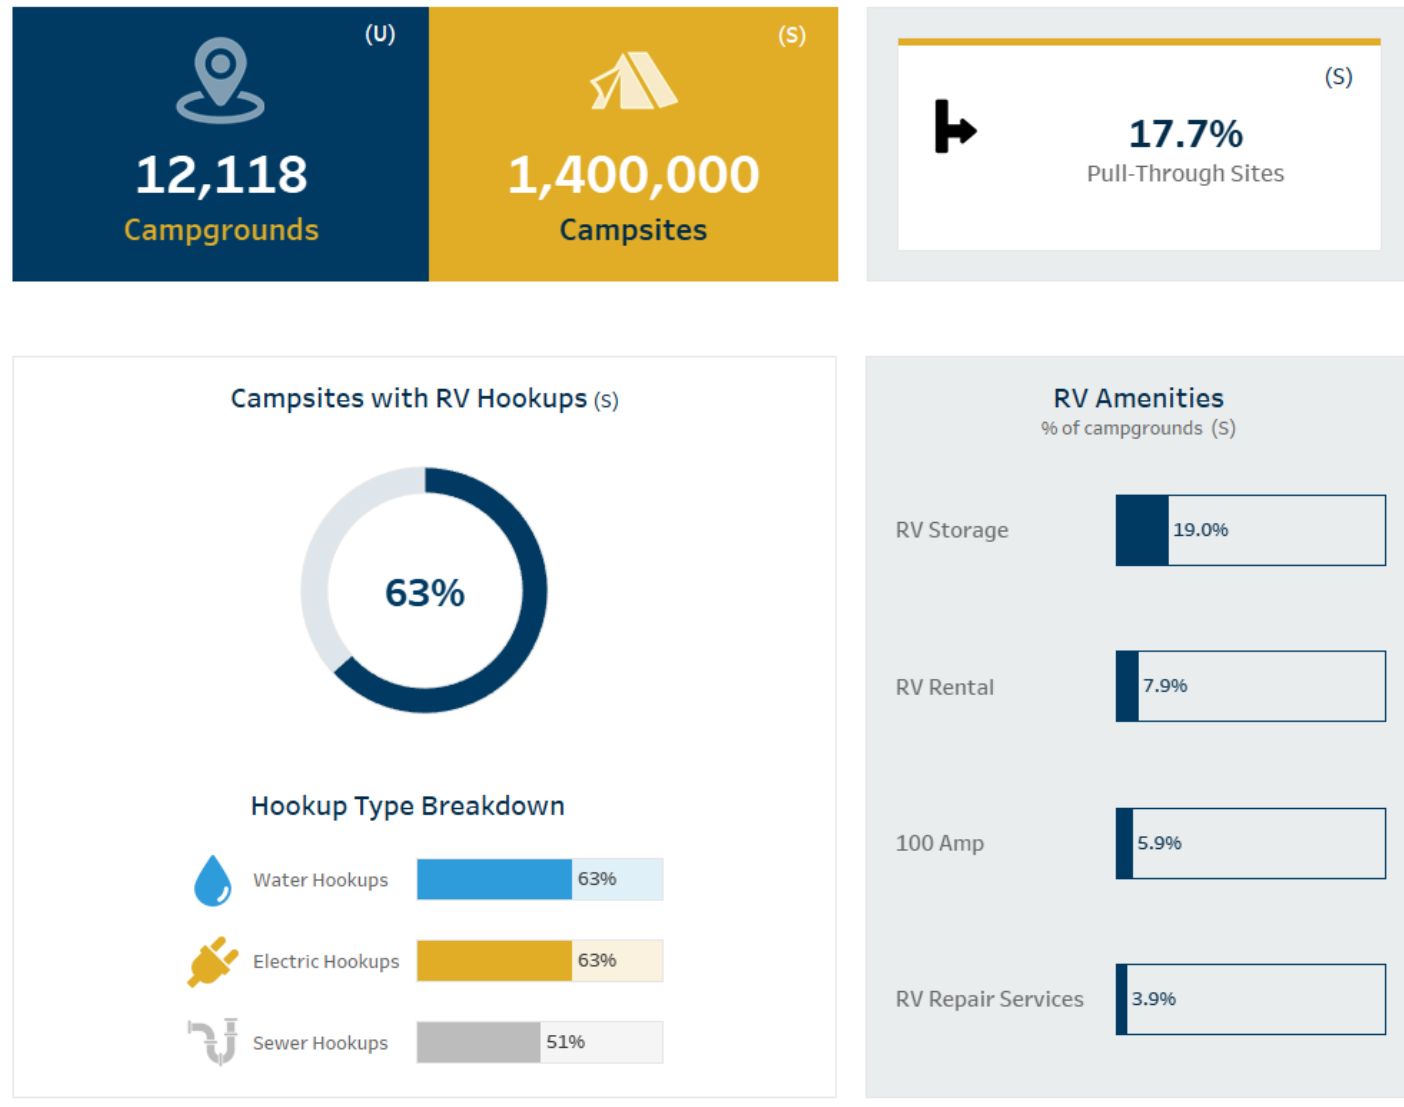 (U)
12,118
Campgrounds
(S)
1,400,000
Campsites
(S)
17.7%
Pull-Through Sites
Campsites with RV Hookups (S)
63%
Hookup Type Breakdown
Water Hookups 63%
Electric Hookups 63%
Sewer Hookups 51%
RV Amenities
% of campgrounds (S)
RV Storage 19.0%
RV Rental 7.9%
100 Amp 5.9%
RV Repair Services 3.9%